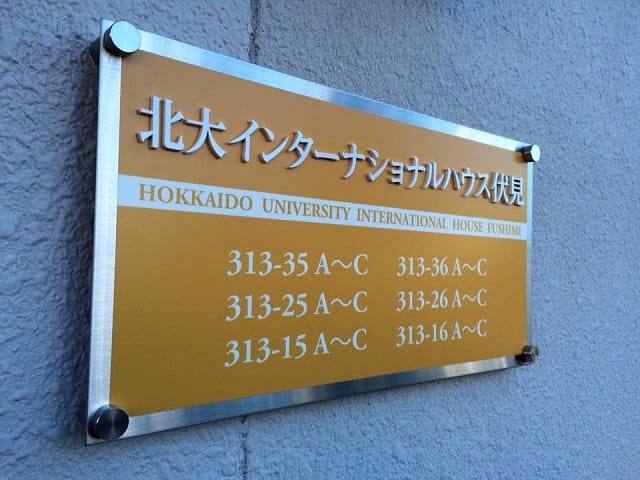 北大インターナショナルハウス伏見
HOKKAIDO UNIVERSITY INTERNATIONAL HOUSE FUSHIMI
313-35 A～C 313-36 A～C
313-25 A～C 313-26 A～C
313-15 A～C 313-16 A～C